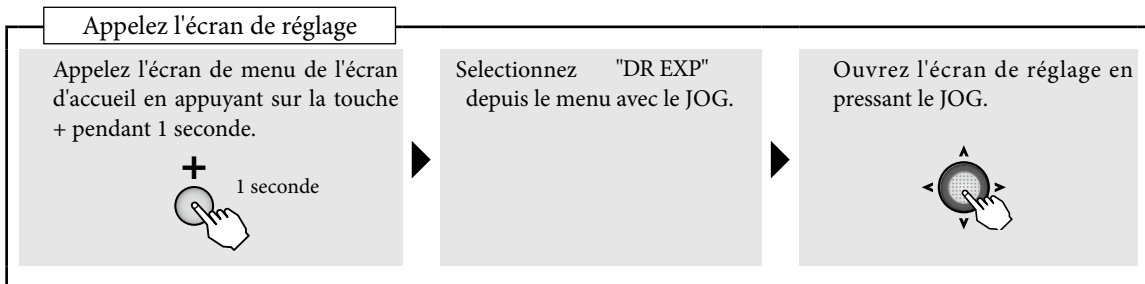 Appelez l'écran de réglage
Appelez l'écran de menu de l'écran
d'accueil en appuyant sur la touche
+ pendant 1 seconde.
+
1 seconde
Selectionnez "DR EXP"
depuis le menu avec le JOG.
Ouvrez l'écran de réglage en
pressant le JOG.